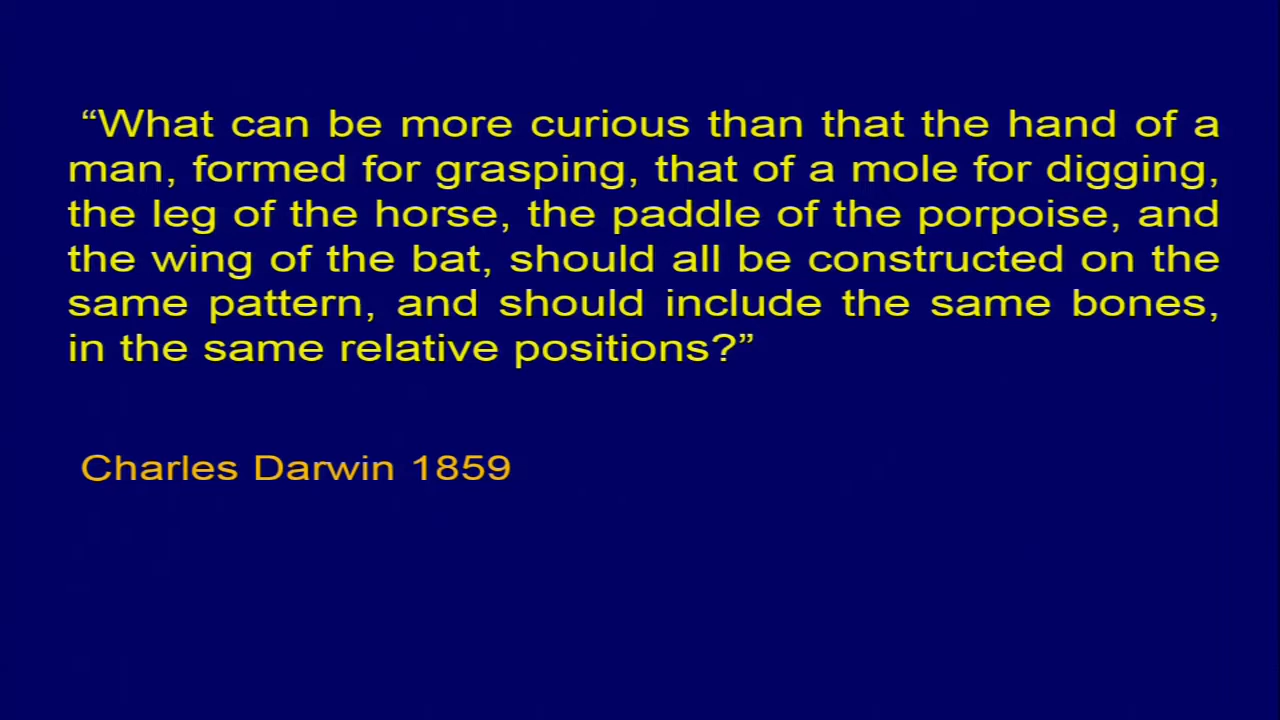 “What can be more curious than that the hand of a
man, formed for grasping, that of a mole for digging,
the leg of the horse, the paddle of the porpoise, and
the wing of the bat, should all be constructed on the
same pattern, and should include the same bones,
in the same relative positions?”
Charles Darwin 1859